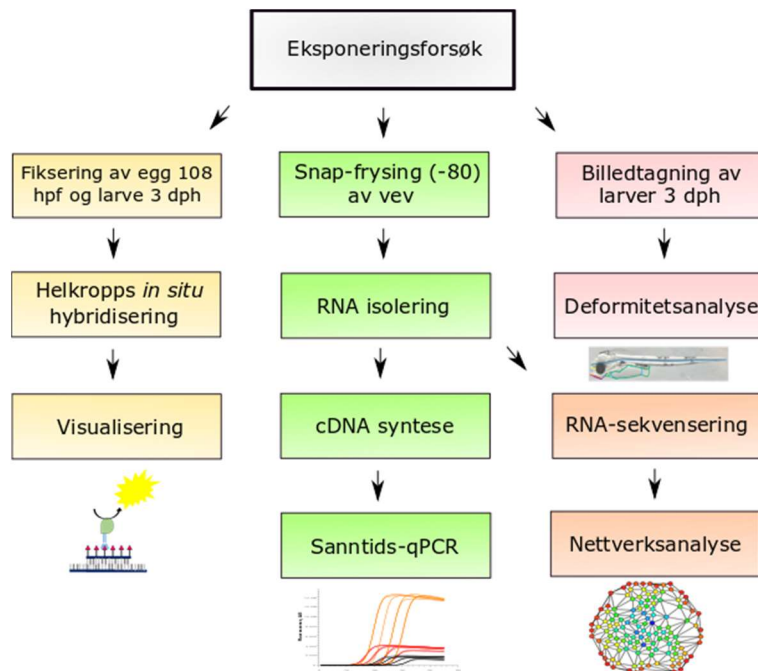 Eksponeringsforsøk
Fiksering av egg 108
hpf og larve 3 dph
Snap-frysing (-80)
av vev
Billedtagning av
larver 3 dph
Helkropps in situ
hybridisering
RNA isolering
Deformitetsanalyse
Visualisering
cDNA syntese
RNA-sekvensering
Sanntids-qPCR
Nettverksanalyse